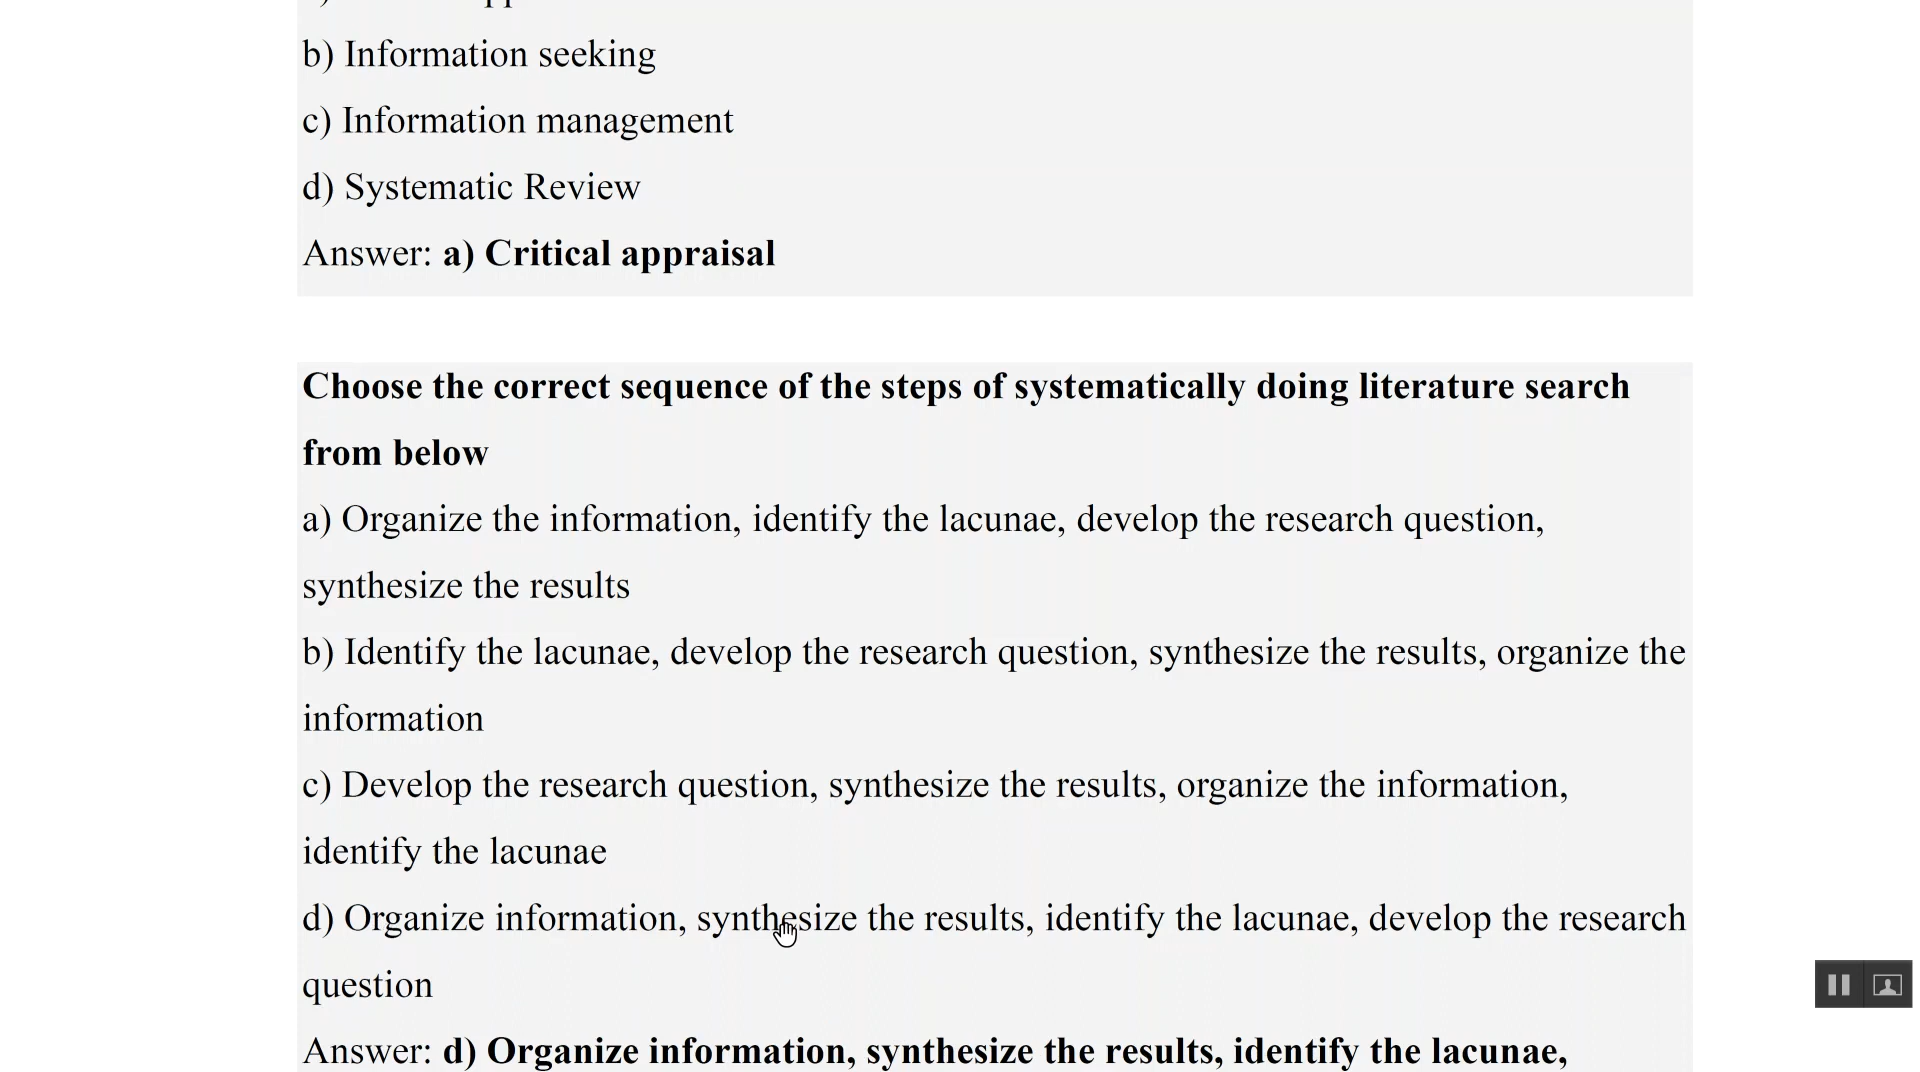 b) Information seeking
c) Information management
d) Systematic Review
Answer: a) Critical appraisal
Choose the correct sequence of the steps of systematically doing literature search
from below
a) Organize the information, identify the lacunae, develop the research question,
synthesize the results
b) Identify the lacunae, develop the research question, synthesize the results, organize the
information
c) Develop the research question, synthesize the results, organize the information,
identify the lacunae
d) Organize information, synthesize the results, identify the lacunae, develop the research
question
Answer: d) Organize information, synthesize the results, identify the lacunae,